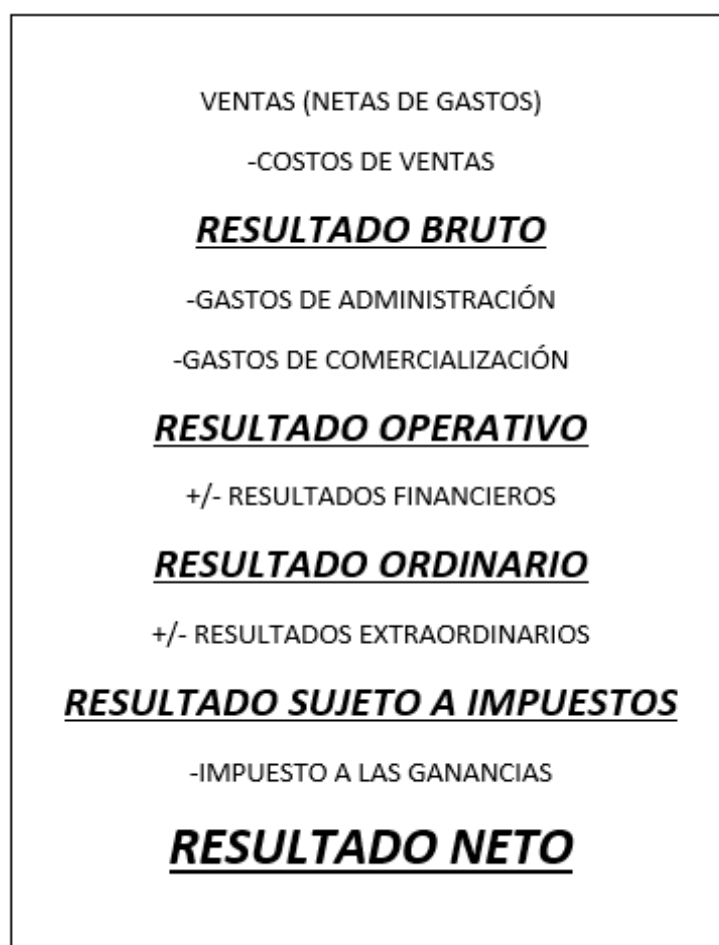 VENTAS (NETAS DE GASTOS)
-COSTOS DE VENTAS
RESULTADO BRUTO
-GASTOS DE ADMINISTRACIÓN
-GASTOS DE COMERCIALIZACIÓN
RESULTADO OPERATIVO
+/- RESULTADOS FINANCIEROS
RESULTADO ORDINARIO
+/- RESULTADOS EXTRAORDINARIOS
RESULTADO SUJETO A IMPUESTOS
-IMPUESTO A LAS GANANCIAS
RESULTADO NETO